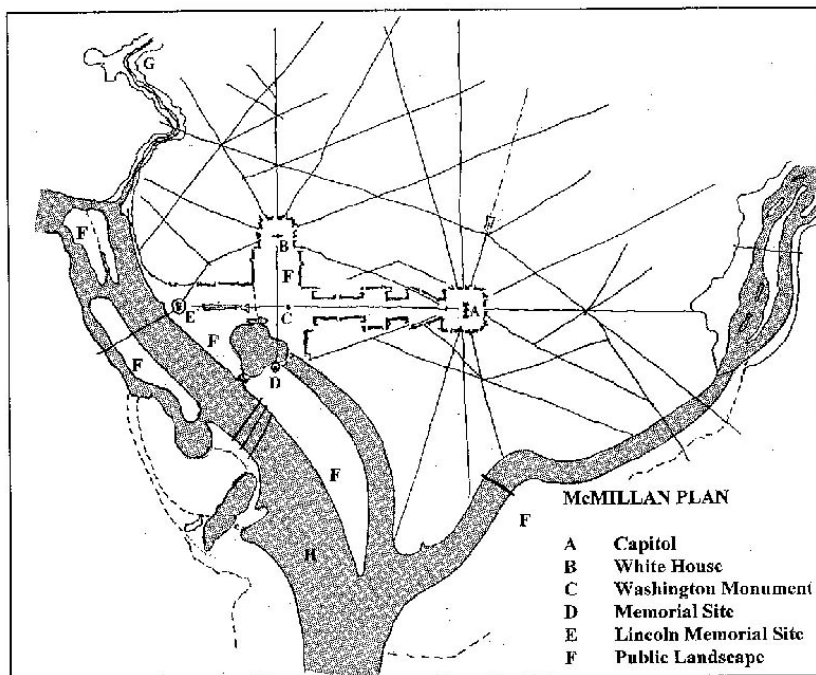 G
F
B
F
A
E
C
F
F
D
F
McMILLAN PLAN
F
H
A Capitol
B White House
C Washington Monument
D Memorial Site
E Lincoln Memorial Site
F Public Landscape